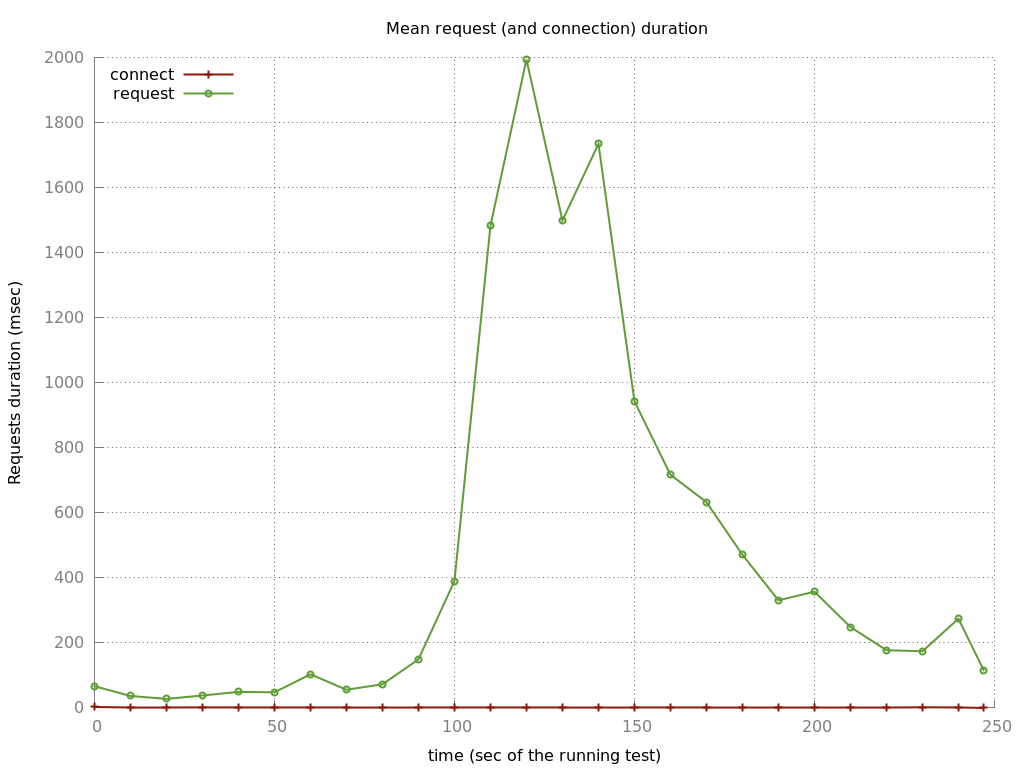 Mean request (and connection) duration
2000
1800
1600
1400
1200
1000
800
600
400
200
0
connect
request
Requests duration (msec)
0 50 100 150 200 250
time (sec of the running test)